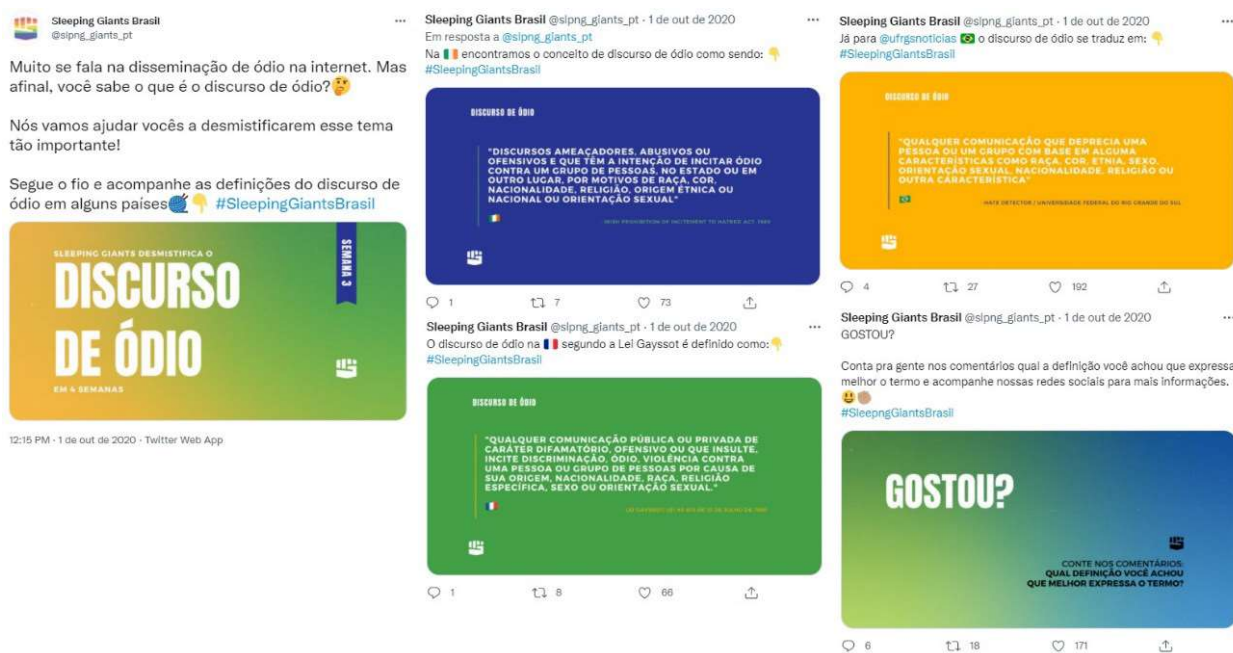 Sleeping Giants Brasil
@slpng_giants_pt
Muito se fala na disseminação de ódio na internet. Mas
afinal, você sabe o que é o discurso de ódio?🤔
Nós vamos ajudar vocês a desmistificarem esse tema
tão importante!
Segue o fio e acompanhe as definições do discurso de
ódio em alguns países🧶👇 #SleepingGiantsBrasil
SLEEPING GIANTS DESMISTIFICA O
DISCURSO
DE ÓDIO
EM 4 SEMANAS
SEMANA 3
12:15 PM · 1 de out de 2020 · Twitter Web App
Sleeping Giants Brasil @slpng_giants_pt · 1 de out de 2020
Em resposta a @slpng_giants_pt
Na 🇮🇪 encontramos o conceito de discurso de ódio como sendo: 👇
#SleepingGiantsBrasil
DISCURSO DE ÓDIO
"DISCURSOS AMEAÇADORES, ABUSIVOS OU
OFENSIVOS E QUE TÊM A INTENÇÃO DE INCITAR ÓDIO
CONTRA UM GRUPO DE PESSOAS, NO ESTADO OU EM
OUTRO LUGAR, POR MOTIVOS DE RAÇA, COR,
NACIONALIDADE, RELIGIÃO, ORIGEM ÉTNICA OU
NACIONAL OU ORIENTAÇÃO SEXUAL"
PROHIBITION OF INCITEMENT TO HATRED ACT, 1989
1 7 73
Sleeping Giants Brasil @slpng_giants_pt · 1 de out de 2020
O discurso de ódio na 🇫🇷 segundo a Lei Gayssot é definido como:👇
#SleepingGiantsBrasil
DISCURSO DE ÓDIO
"QUALQUER COMUNICAÇÃO PÚBLICA OU PRIVADA DE
CARÁTER DIFAMATÓRIO, OFENSIVO OU QUE INSULTE,
INCITE DISCRIMINAÇÃO, ÓDIO, VIOLÊNCIA CONTRA
UMA PESSOA OU GRUPO DE PESSOAS POR CAUSA DE
SUA ORIGEM, NACIONALIDADE, RAÇA, RELIGIÃO
ESPECÍFICA, SEXO OU ORIENTAÇÃO SEXUAL."
1 8 66
Sleeping Giants Brasil @slpng_giants_pt · 1 de out de 2020
Já para @ufrgsnoticias 🇧🇷 o discurso de ódio se traduz em: 👇
#SleepingGiantsBrasil
DISCURSO DE ÓDIO
"QUALQUER COMUNICAÇÃO QUE DEPRECIA UMA
PESSOA OU UM GRUPO COM BASE EM ALGUMA
CARACTERÍSTICAS COMO RAÇA, COR, ETNIA, SEXO,
ORIENTAÇÃO SEXUAL, NACIONALIDADE, RELIGIÃO OU
OUTRA CARACTERÍSTICA"
HATE DETECTOR / UNIVERSIDADE FEDERAL DO RIO GRANDE DO SUL
4 27 192
Sleeping Giants Brasil @slpng_giants_pt · 1 de out de 2020
GOSTOU?
Conta pra gente nos comentários qual a definição você achou que expressa
melhor o termo e acompanhe nossas redes sociais para mais informações.
😃✊🏽
#SleepngGiantsBrasil
GOSTOU?
CONTE NOS COMENTÁRIOS:
QUAL DEFINIÇÃO VOCÊ ACHOU
QUE MELHOR EXPRESSA O TERMO?
6 18 171